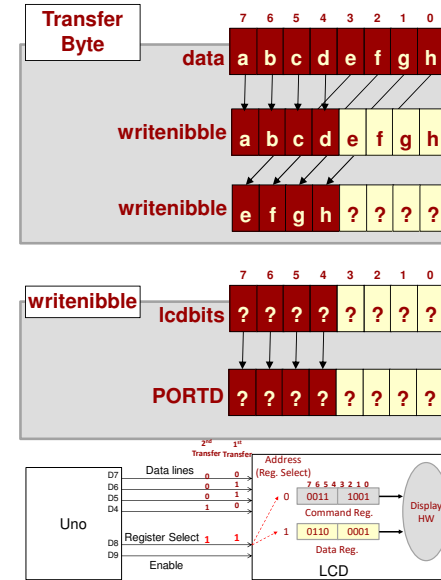 Transfer Byte
7 6 5 4 3 2 1 0
data a b c d e f g h
writenibble a b c d e f g h
writenibble e f g h ? ? ? ?
writenibble
7 6 5 4 3 2 1 0
lcdbits ? ? ? ? ? ? ? ?
PORTD ? ? ? ? ? ? ? ?
2nd Transfer 1st Transfer
Address (Reg. Select)
Uno
D7 Data lines 0 0
D6 0 1
D5 0 1
D4 1 0
D8 Register Select 1 1
D9 Enable
7 6 5 4 3 2 1 0
0 0011 1001
Command Reg.
1 0110 0001
Data Reg.
Display HW
LCD